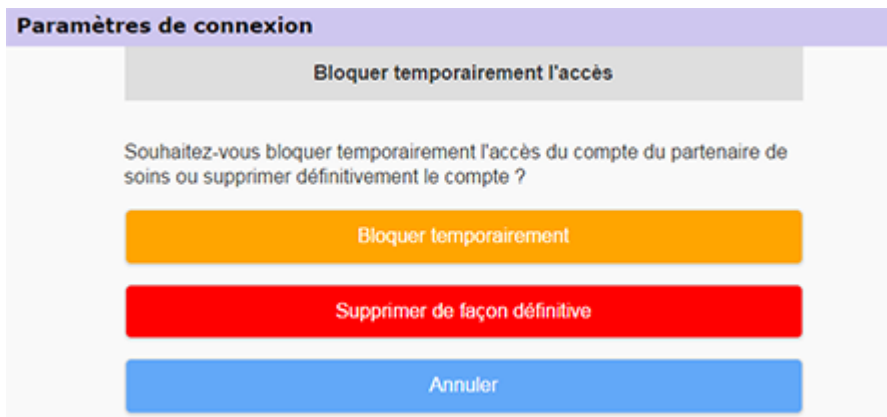 Paramètres de connexion
Bloquer temporairement l'accès
Souhaitez-vous bloquer temporairement l'accès du compte du partenaire de
soins ou supprimer définitivement le compte ?
Bloquer temporairement
Supprimer de façon définitive
Annuler